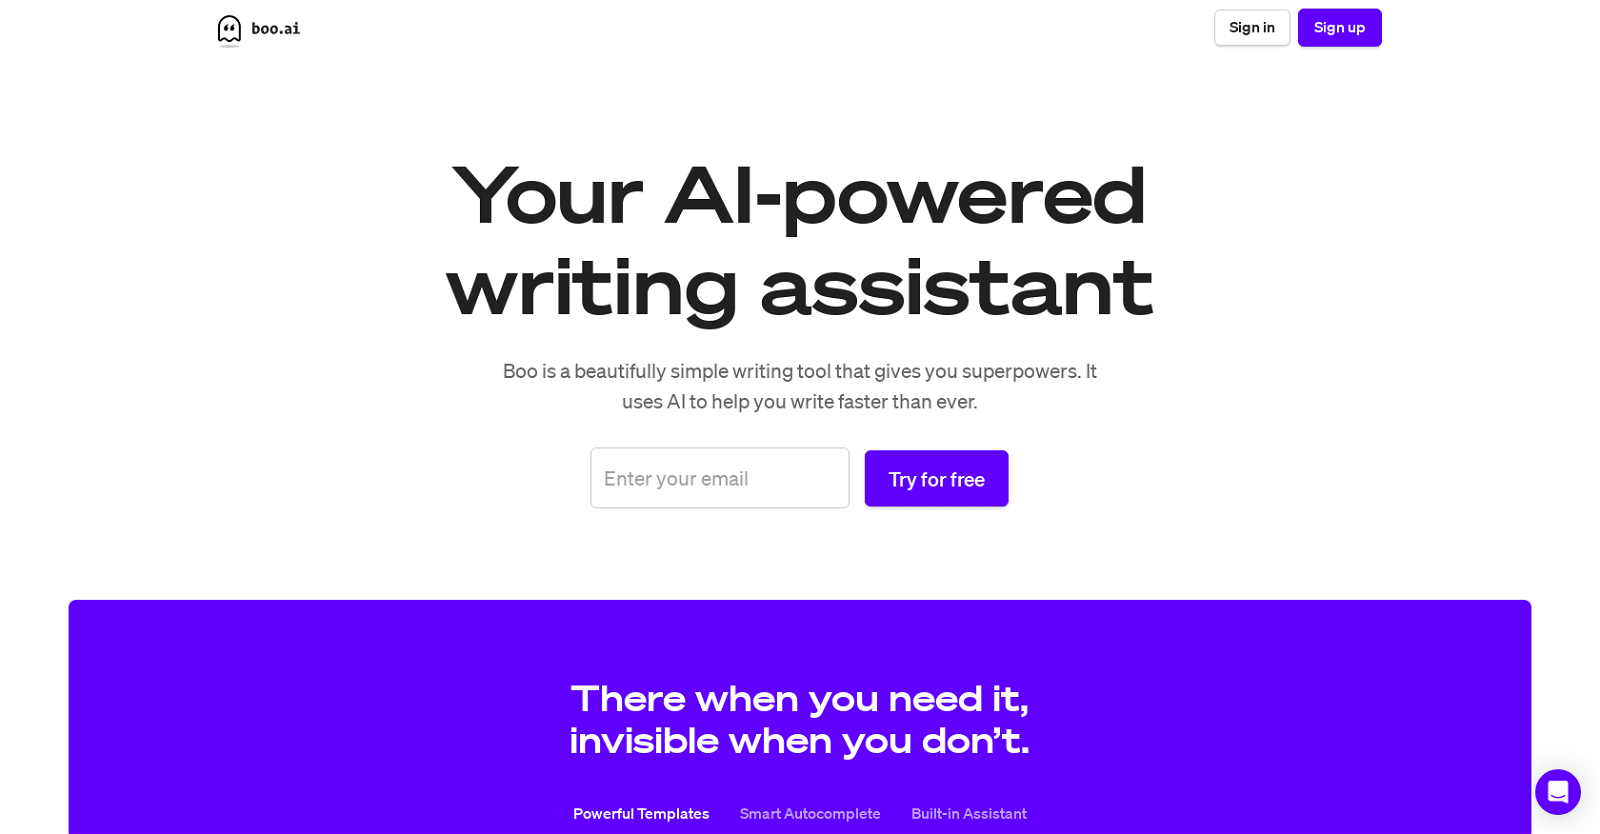 boo.ai
Sign in
Sign up
Your AI-powered
writing assistant
Boo is a beautifully simple writing tool that gives you superpowers. It
uses AI to help you write faster than ever.
Enter your email
Try for free
There when you need it,
invisible when you don’t.
Powerful Templates
Smart Autocomplete
Built-in Assistant